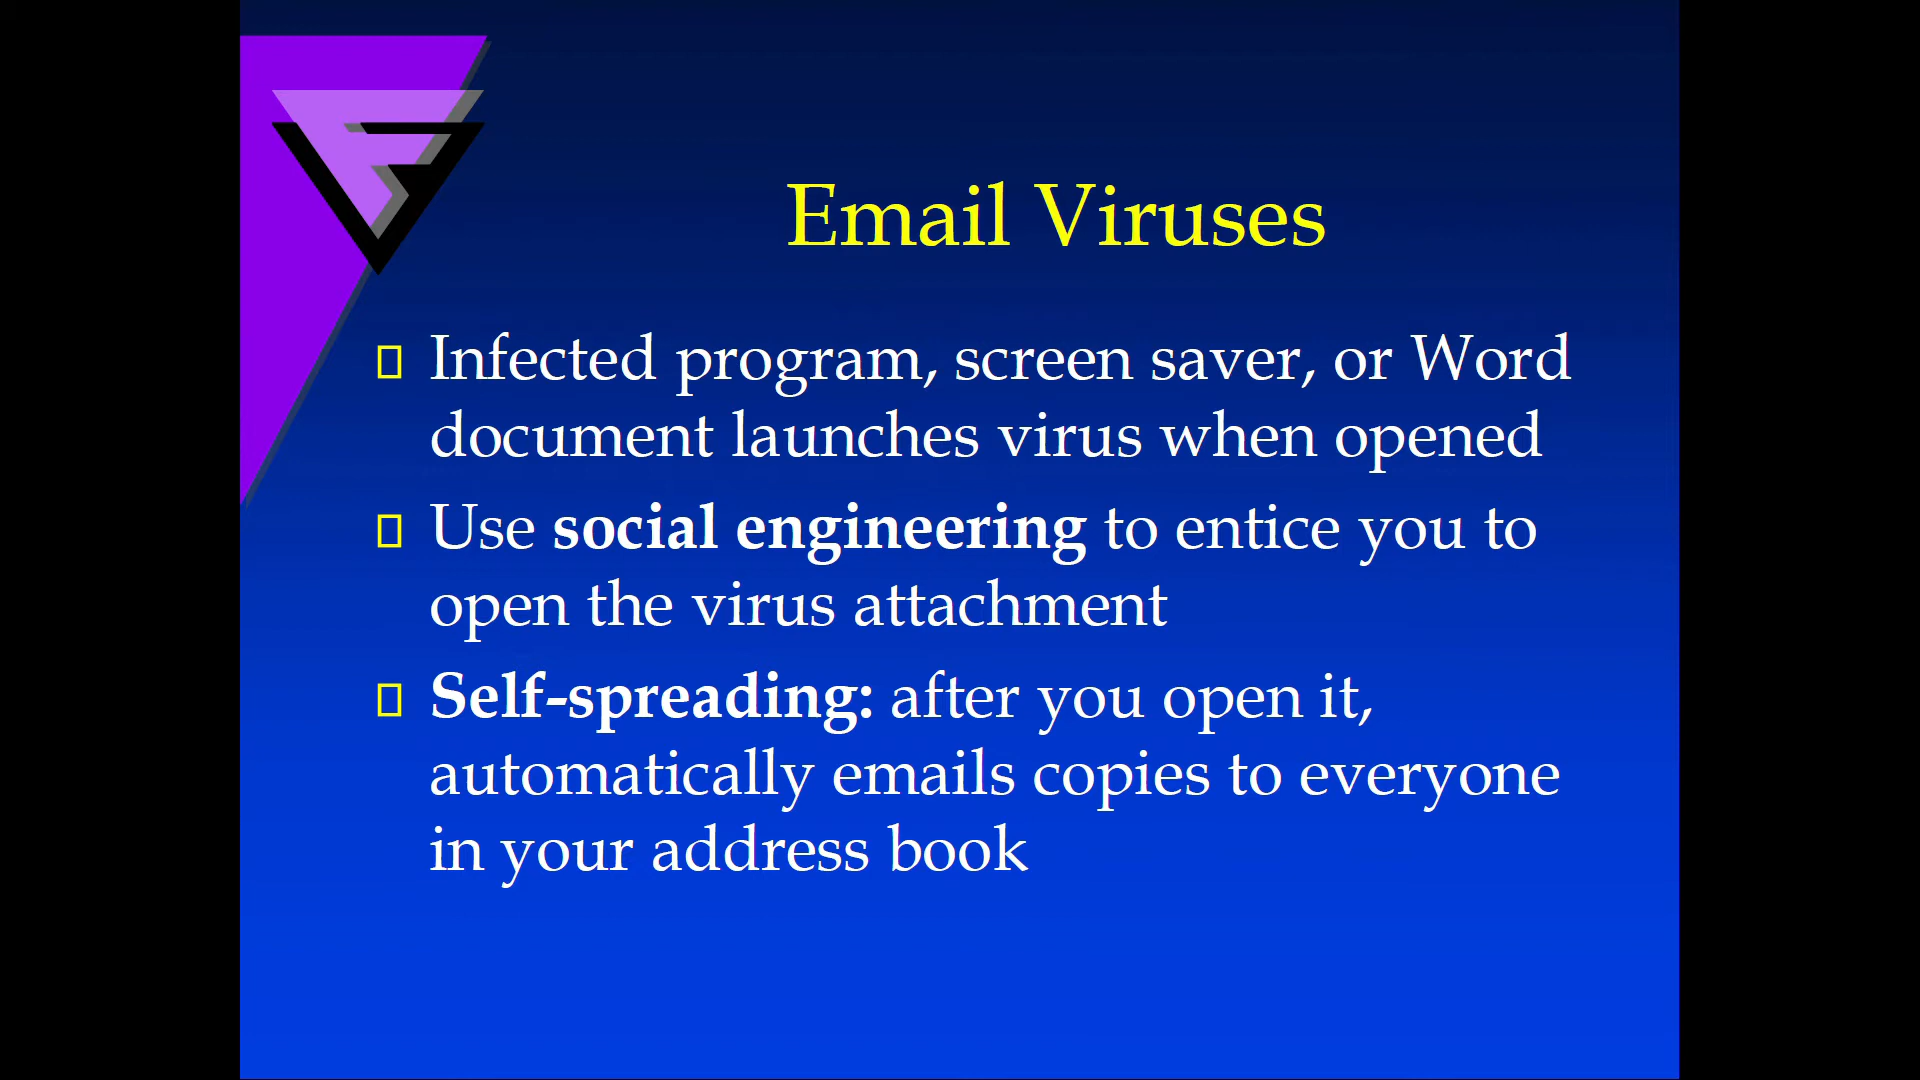 Email Viruses
Infected program, screen saver, or Word
document launches virus when opened
Use social engineering to entice you to
open the virus attachment
Self-spreading: after you open it,
automatically emails copies to everyone
in your address book